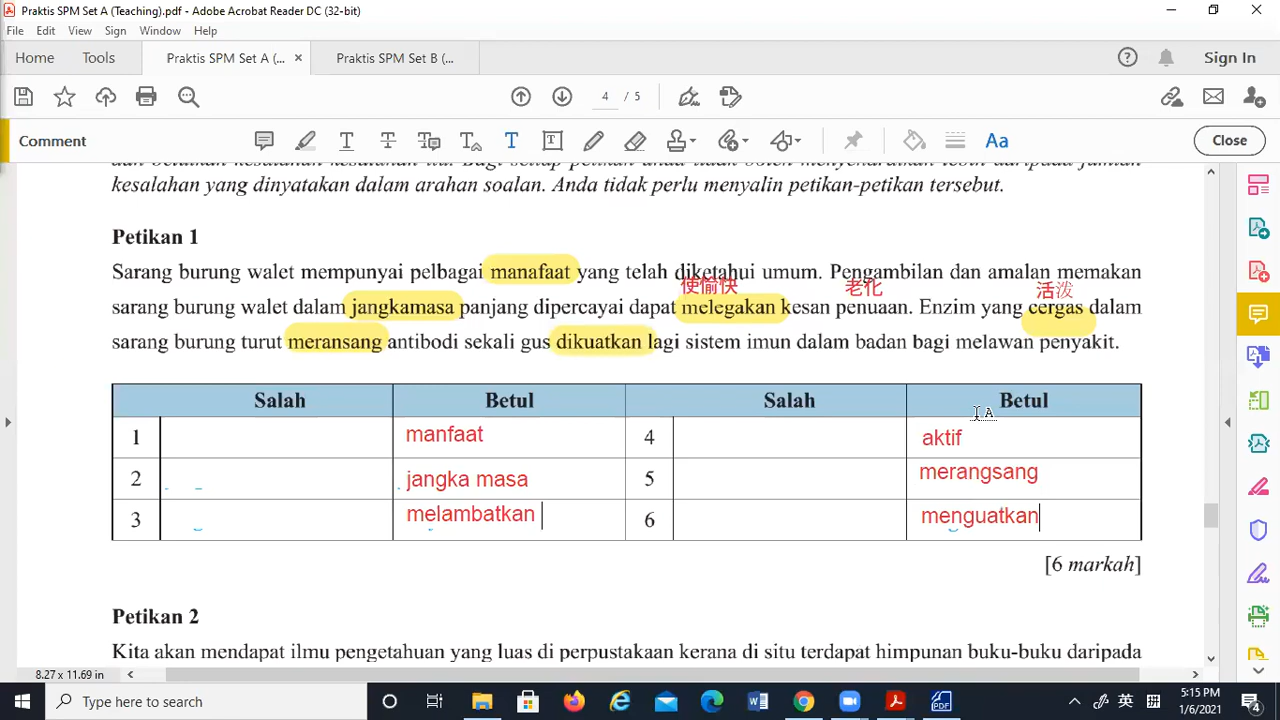 Praktis SPM Set A (Teaching).pdf - Adobe Acrobat Reader DC (32-bit)
File Edit View Sign Window Help
Home Tools Praktis SPM Set A (... × Praktis SPM Set B (... Sign In
4 / 5
Comment Aa Close
kesalahan yang dinyatakan dalam arahan soalan. Anda tidak perlu menyalin petikan-petikan tersebut.
Petikan 1
Sarang burung walet mempunyai pelbagai manafaat yang telah diketahui umum. Pengambilan dan amalan memakan
使愉快 老化 活泼
sarang burung walet dalam jangkamasa panjang dipercayai dapat melegakan kesan penuaan. Enzim yang cergas dalam
sarang burung turut meransang antibodi sekali gus dikuatkan lagi sistem imun dalam badan bagi melawan penyakit.
Salah Betul Salah Betul
1 manfaat 4 aktif
2 jangka masa 5 merangsang
3 melambatkan 6 menguatkan
[6 markah]
Petikan 2
Kita akan mendapat ilmu pengetahuan yang luas di perpustakaan kerana di situ terdapat himpunan buku-buku daripada
8.27 x 11.69 in
Type here to search
英
5:15 PM
1/6/2021
4